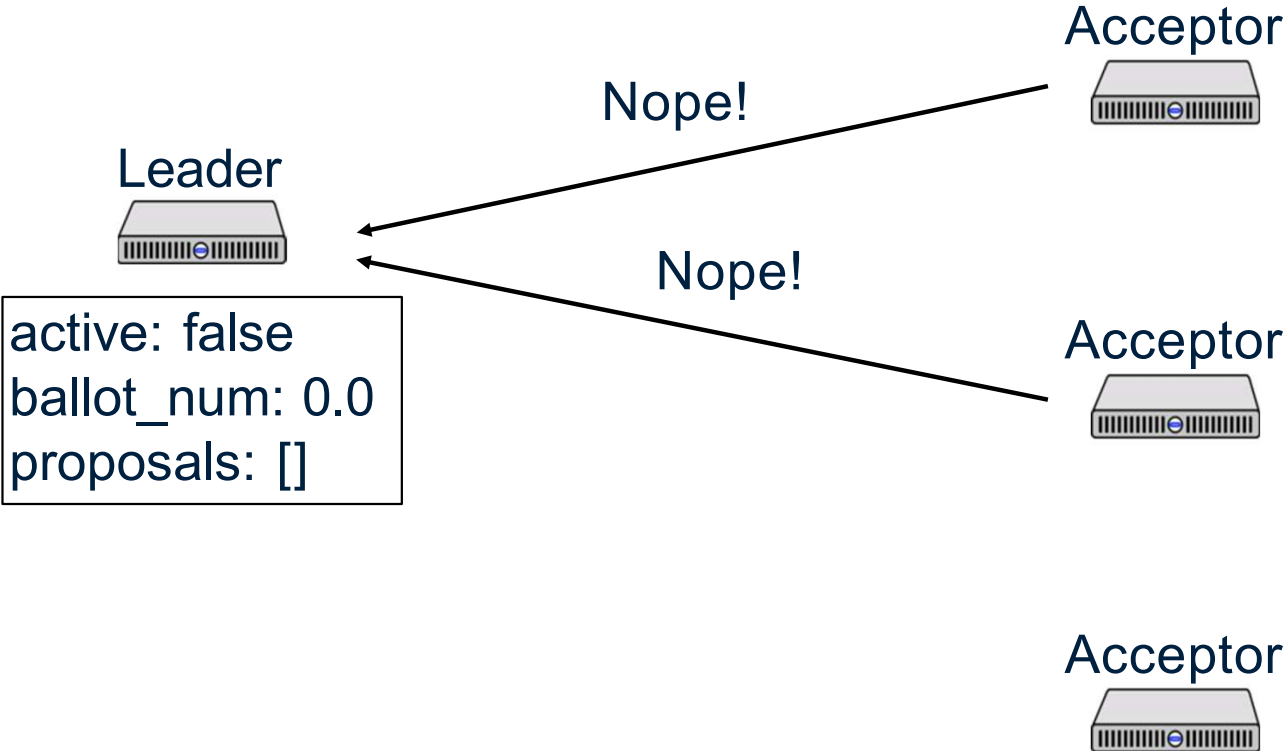 Acceptor
Nope!
Leader
Nope!
active: false
ballot_num: 0.0
proposals: []
Acceptor
Acceptor